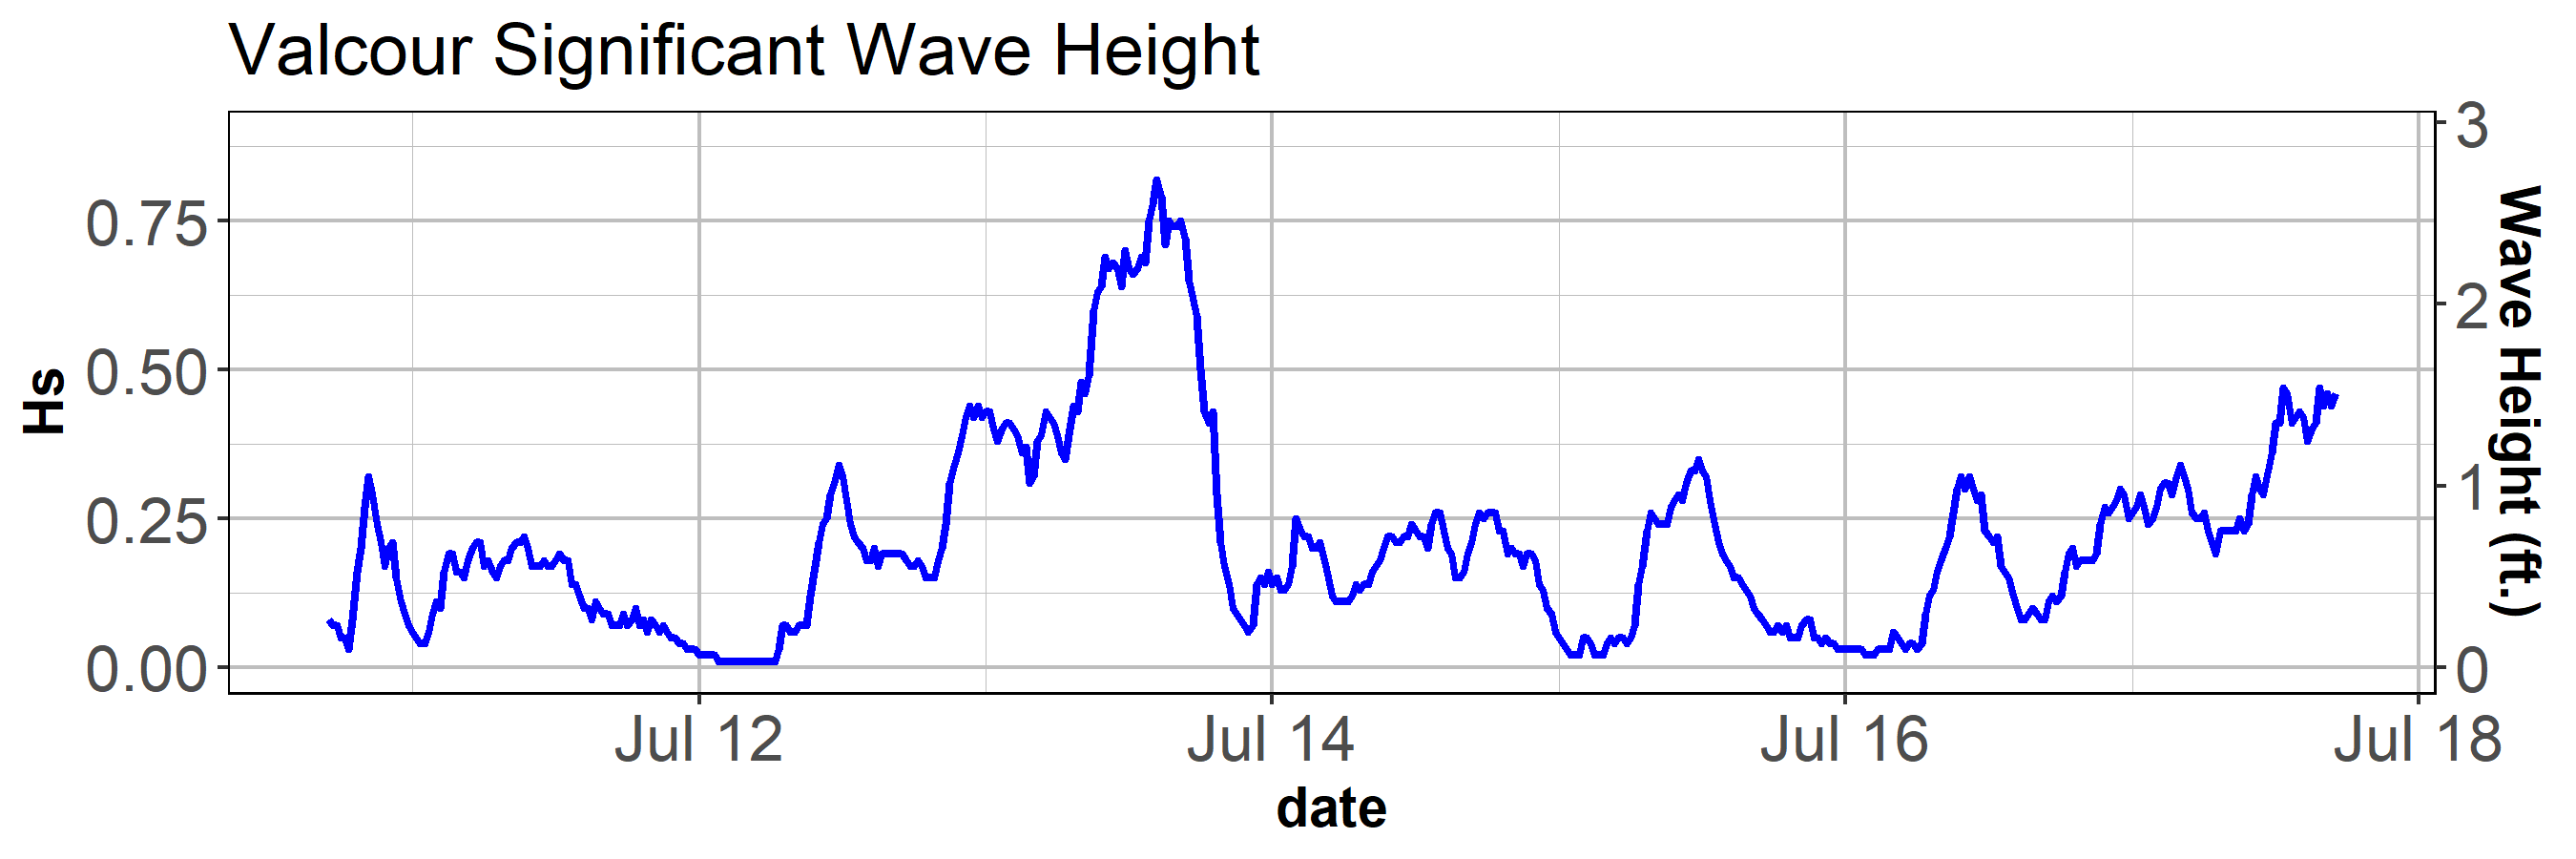 Valcour Significant Wave Height
3
0.75
2
0.50
1
0.25
0.00
0
Hs
Wave Height (ft.)
Jul 12
Jul 14
Jul 16
Jul 18
date